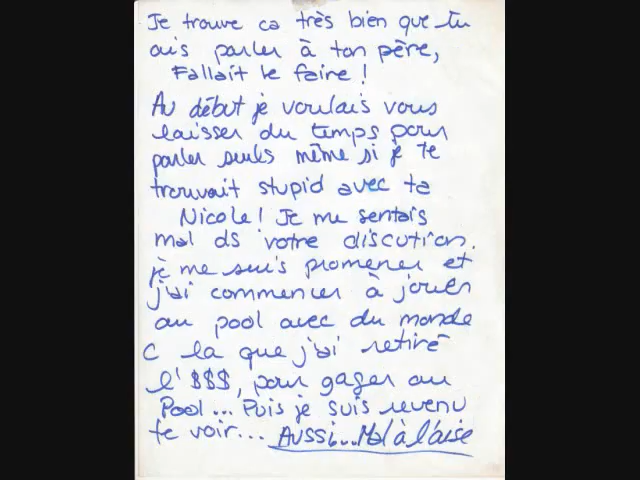 Je trouve ca très bien que tu
ais parler à ton père,
Fallait le faire !
Au début je voulais vous
laisser du temps pour
parler seuls même si je te
trouvait stupid avec ta
Nicole ! Je me sentais
mal ds votre discution.
je me suis promener et
j'ai commencer à jouer
au pool avec du monde
C la que j'ai retiré
l'$$$, pour gager au
Pool... Puis je suis revenu
te voir... Aussi...Mal à l'aise